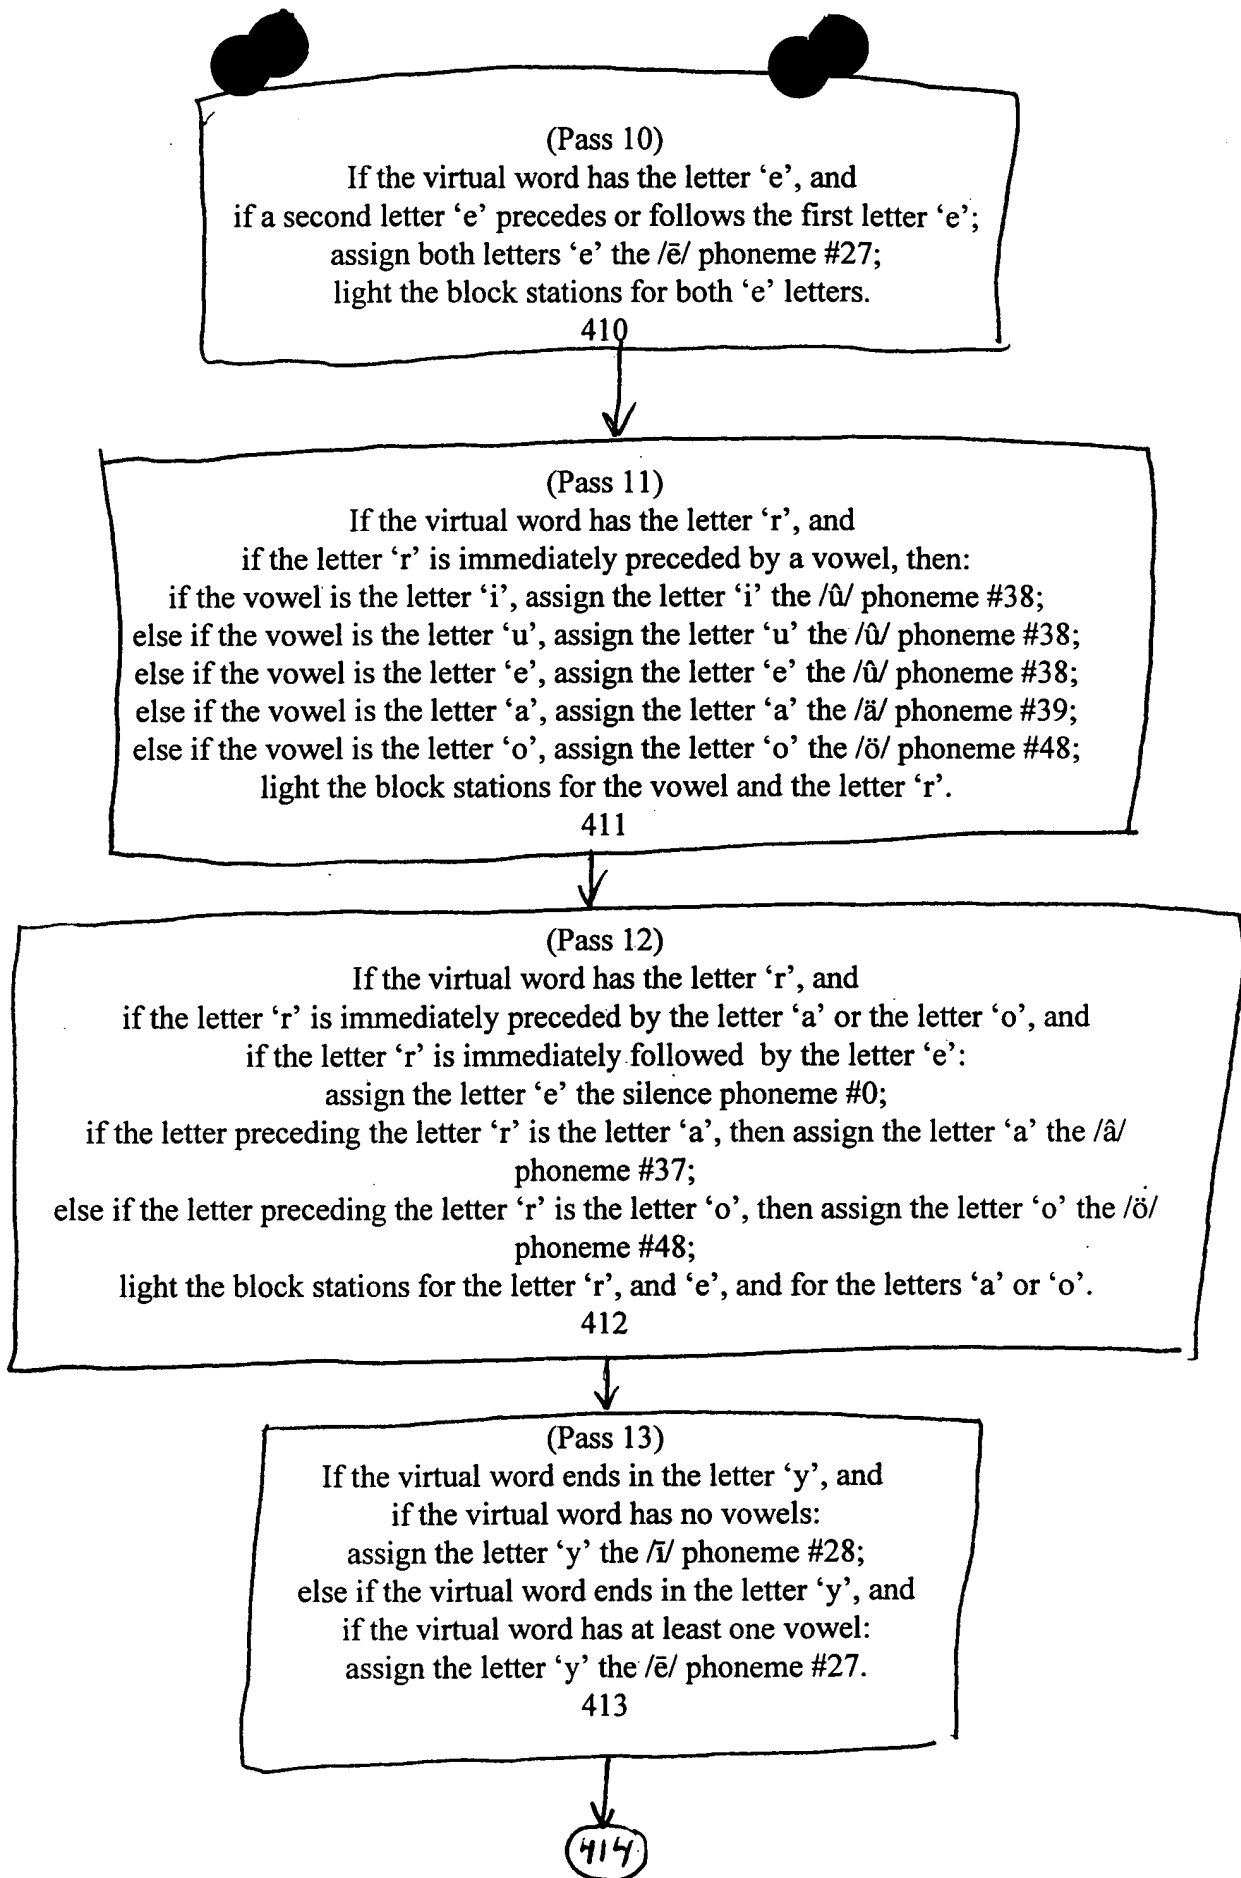 (Pass 10)
If the virtual word has the letter ‘e’, and
if a second letter ‘e’ precedes or follows the first letter ‘e’;
assign both letters ‘e’ the /ē/ phoneme #27;
light the block stations for both ‘e’ letters.
410
(Pass 11)
If the virtual word has the letter ‘r’, and
if the letter ‘r’ is immediately preceded by a vowel, then:
if the vowel is the letter ‘i’, assign the letter ‘i’ the /û/ phoneme #38;
else if the vowel is the letter ‘u’, assign the letter ‘u’ the /û/ phoneme #38;
else if the vowel is the letter ‘e’, assign the letter ‘e’ the /û/ phoneme #38;
else if the vowel is the letter ‘a’, assign the letter ‘a’ the /ä/ phoneme #39;
else if the vowel is the letter ‘o’, assign the letter ‘o’ the /ö/ phoneme #48;
light the block stations for the vowel and the letter ‘r’.
411
(Pass 12)
If the virtual word has the letter ‘r’, and
if the letter ‘r’ is immediately preceded by the letter ‘a’ or the letter ‘o’, and
if the letter ‘r’ is immediately followed by the letter ‘e’:
assign the letter ‘e’ the silence phoneme #0;
if the letter preceding the letter ‘r’ is the letter ‘a’, then assign the letter ‘a’ the /â/
phoneme #37;
else if the letter preceding the letter ‘r’ is the letter ‘o’, then assign the letter ‘o’ the /ö/
phoneme #48;
light the block stations for the letter ‘r’, and ‘e’, and for the letters ‘a’ or ‘o’.
412
(Pass 13)
If the virtual word ends in the letter ‘y’, and
if the virtual word has no vowels:
assign the letter ‘y’ the /ī/ phoneme #28;
else if the virtual word ends in the letter ‘y’, and
if the virtual word has at least one vowel:
assign the letter ‘y’ the /ē/ phoneme #27.
413
414